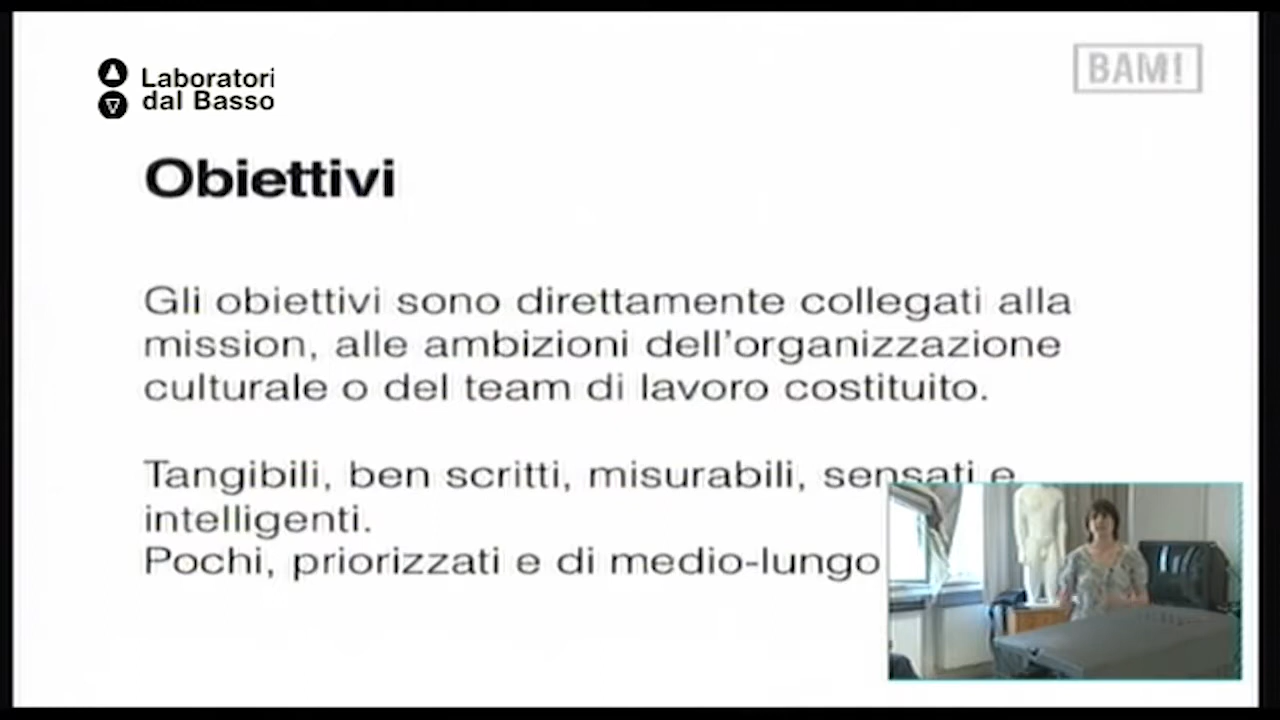 Laboratori
dal Basso
BAM!
Obiettivi
Gli obiettivi sono direttamente collegati alla
mission, alle ambizioni dell'organizzazione
culturale o del team di lavoro costituito.
Tangibili, ben scritti, misurabili, sensati e
intelligenti.
Pochi, priorizzati e di medio-lungo